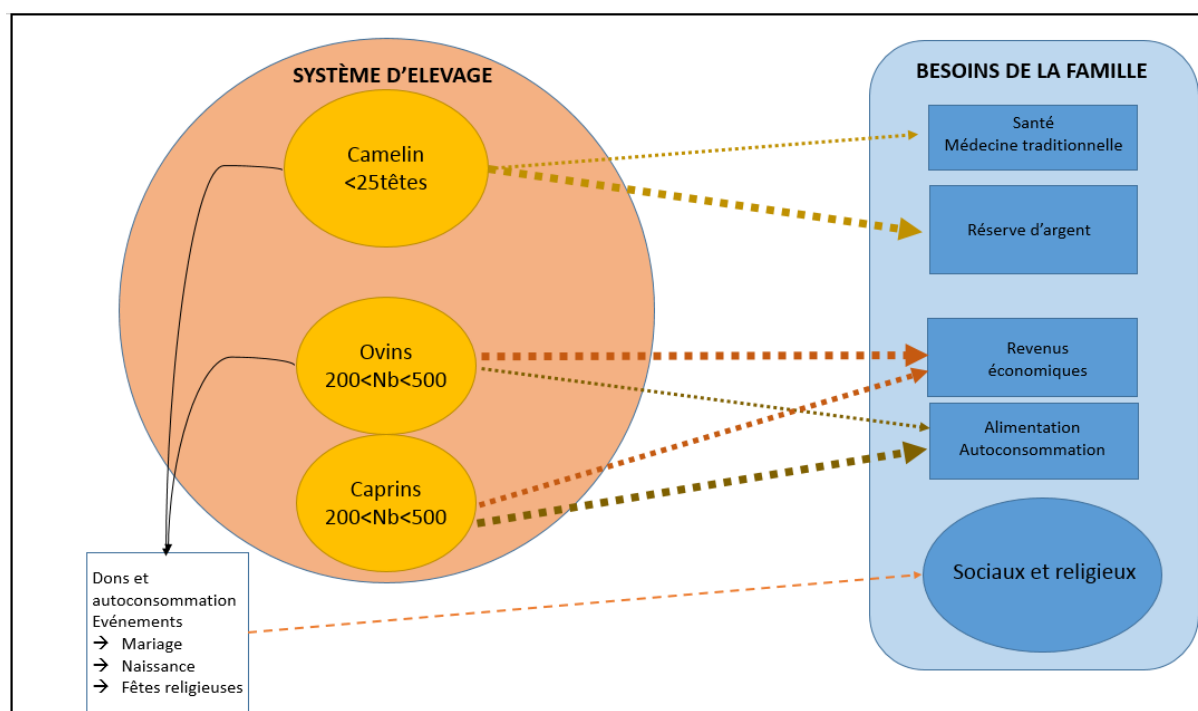 SYSTÈME D'ELEVAGE
Camelin
<25têtes
Ovins
200<Nb<500
Caprins
200<Nb<500
Dons et
autoconsommation
Evénements
→ Mariage
→ Naissance
→ Fêtes religieuses
BESOINS DE LA FAMILLE
Santé
Médecine traditionnelle
Réserve d'argent
Revenus
économiques
Alimentation
Autoconsommation
Sociaux et religieux